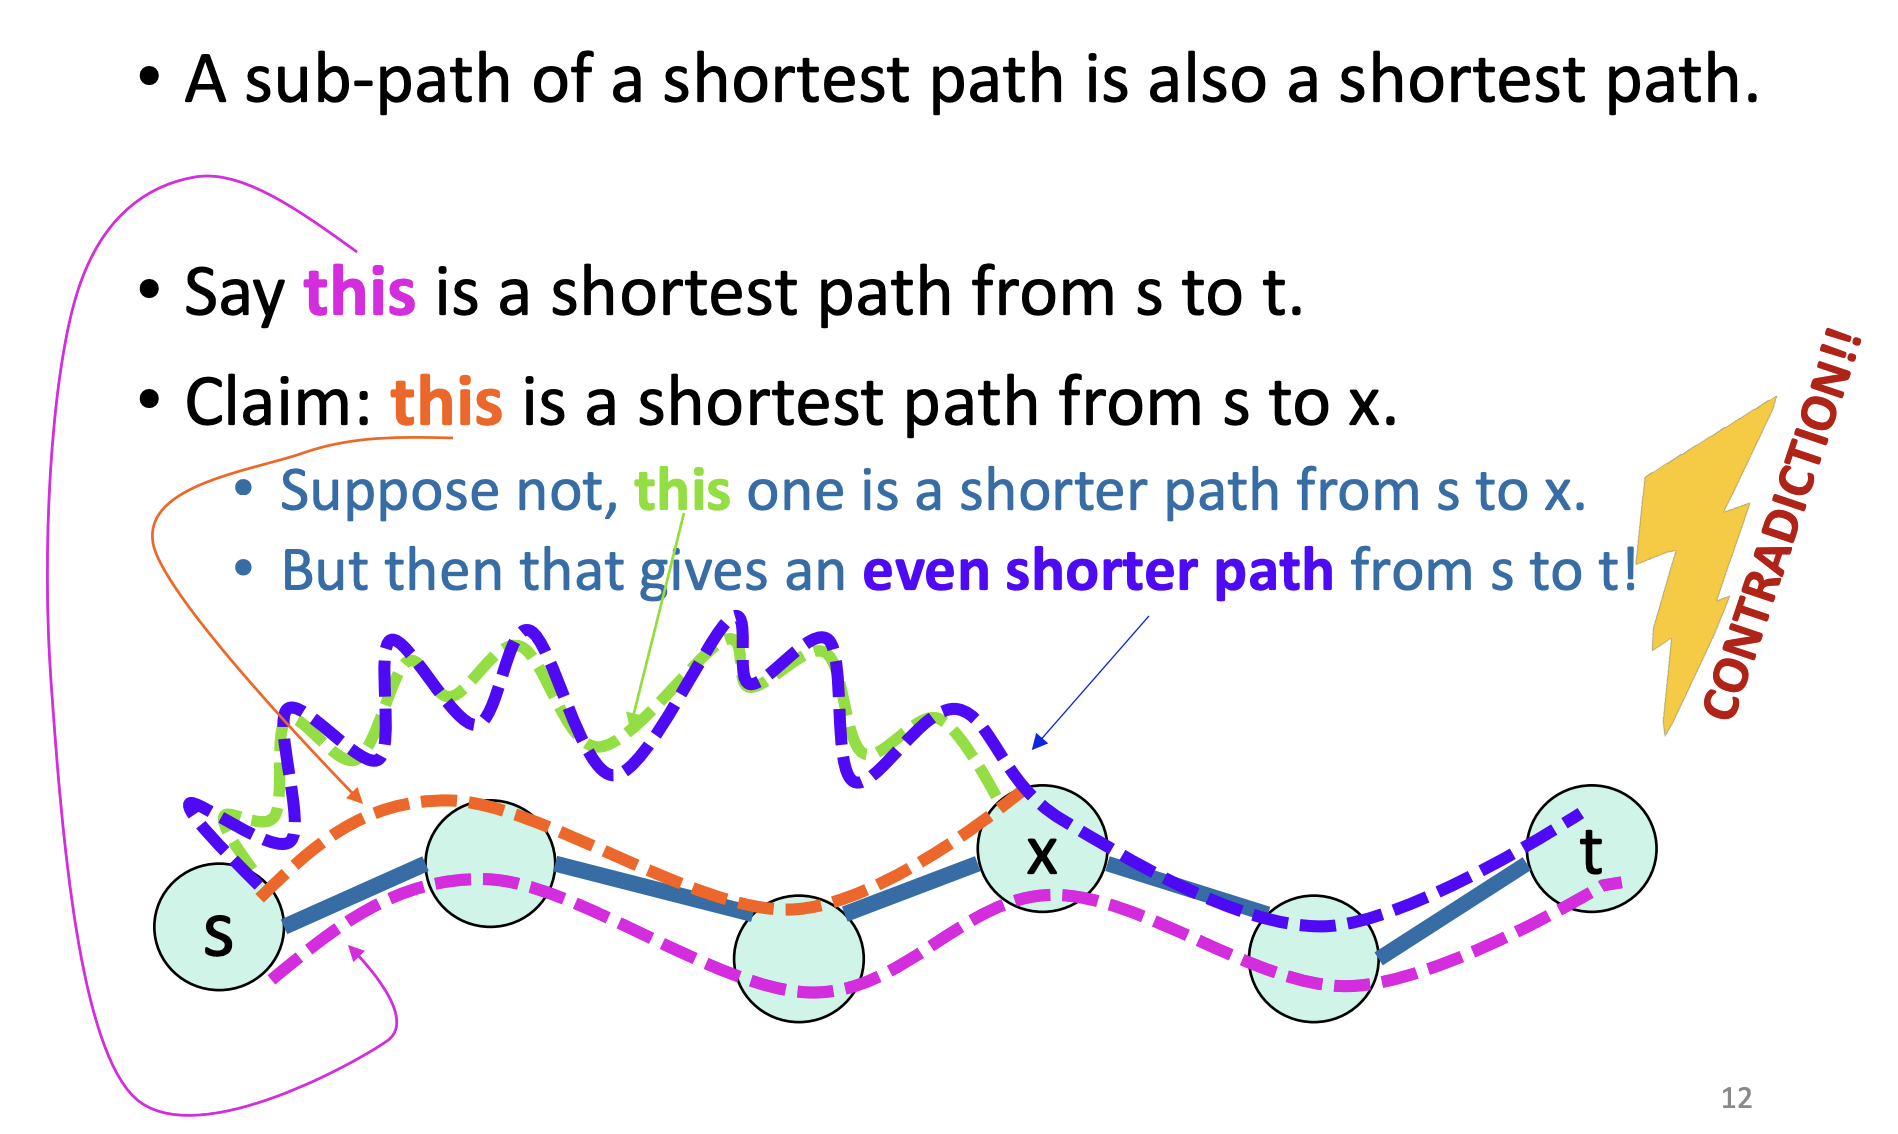 • A sub-path of a shortest path is also a shortest path.
• Say this is a shortest path from s to t.
• Claim: this is a shortest path from s to x.
• Suppose not, this one is a shorter path from s to x.
• But then that gives an even shorter path from s to t!
CONTRADICTION!!
s
x
t
12